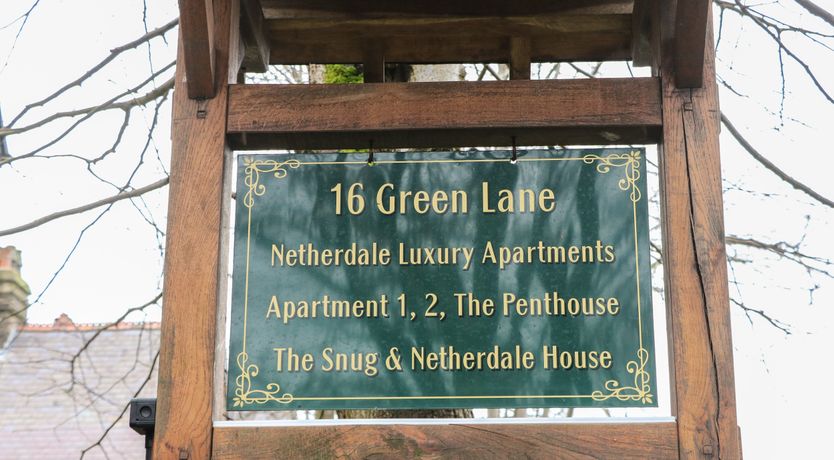 16 Green Lane
Netherdale Luxury Apartments
Apartment 1, 2, The Penthouse
The Snug & Netherdale House